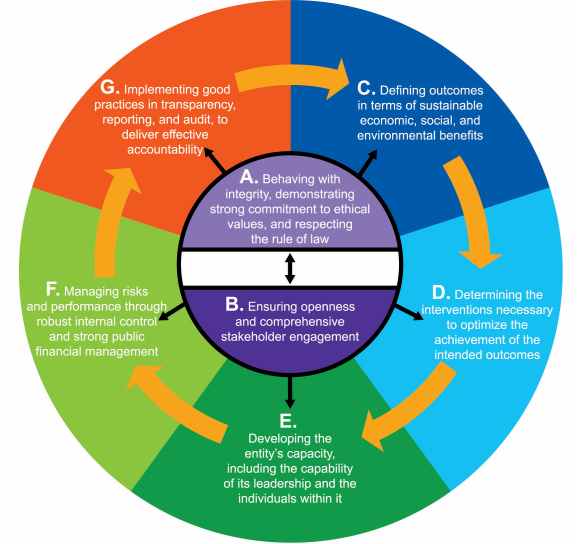 A. Behaving with
integrity, demonstrating
strong commitment to ethical
values, and respecting
the rule of law
B. Ensuring openness
and comprehensive
stakeholder engagement
C. Defining outcomes
in terms of sustainable
economic, social, and
environmental benefits
D. Determining the
interventions necessary
to optimize the
achievement of the
intended outcomes
E.
Developing the
entity's capacity,
including the capability
of its leadership and the
individuals within it
F. Managing risks
and performance through
robust internal control
and strong public
financial management
G. Implementing good
practices in transparency,
reporting, and audit, to
deliver effective
accountability